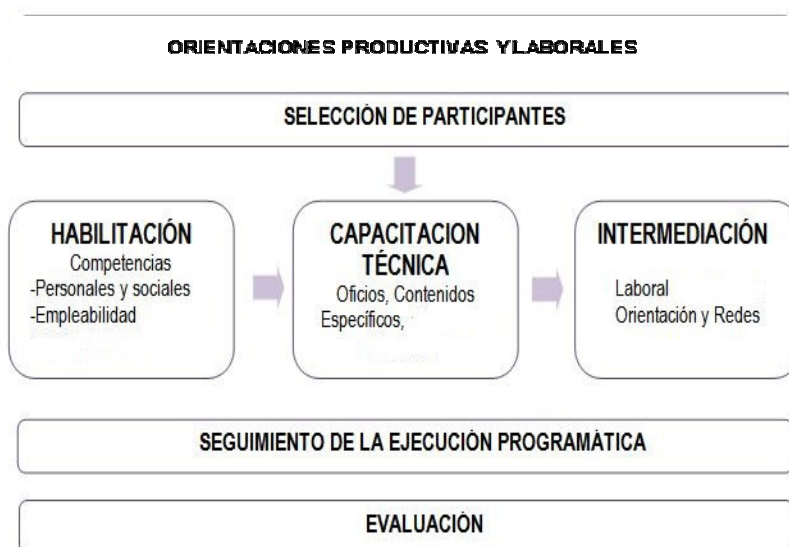 ORIENTACIONES PRODUCTIVAS YLABORALES
SELECCIÓN DE PARTICIPANTES
HABILITACIÓN
Competencias
-Personales y sociales
-Empleabilidad
CAPACITACION
TÉCNICA
Oficios, Contenidos
Específicos,
INTERMEDIACIÓN
Laboral
Orientación y Redes
SEGUIMIENTO DE LA EJECUCIÓN PROGRAMÀTICA
EVALUACIÓN